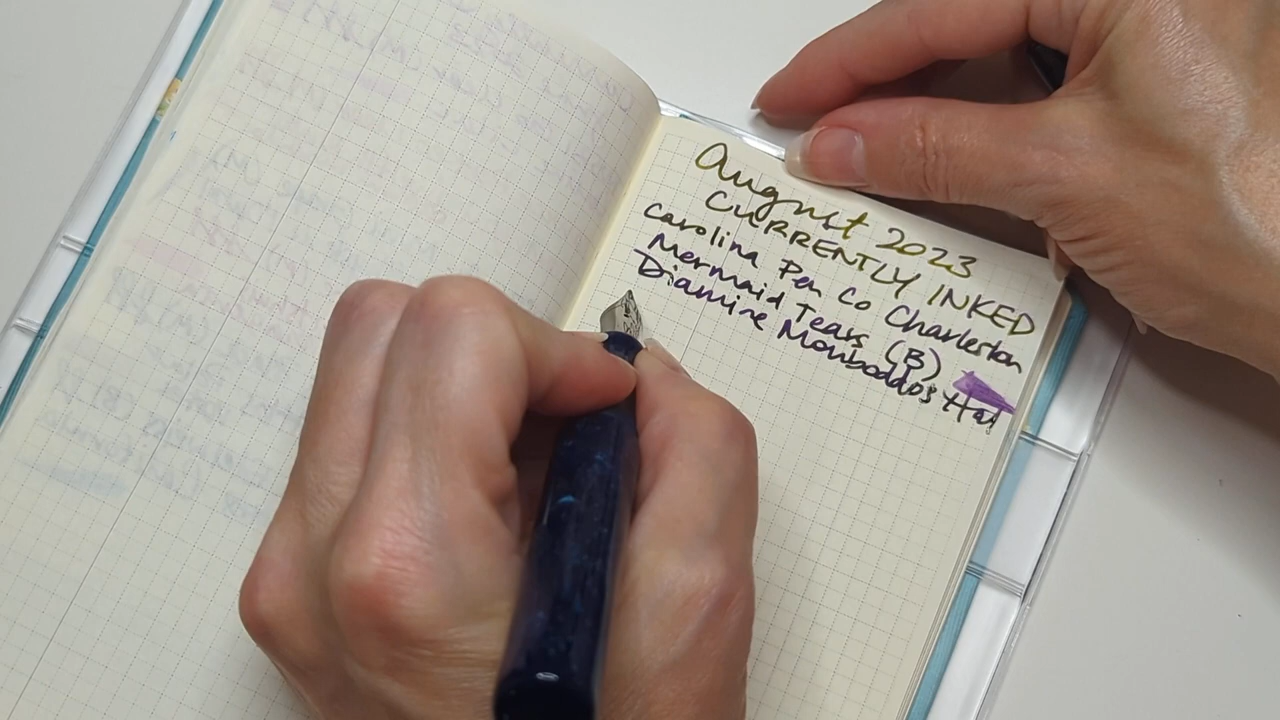 August 2023
CURRENTLY INKED
Carolina Pen Co Charleston
Mermaid Tears (B)
Diamine Monboddo's Hat